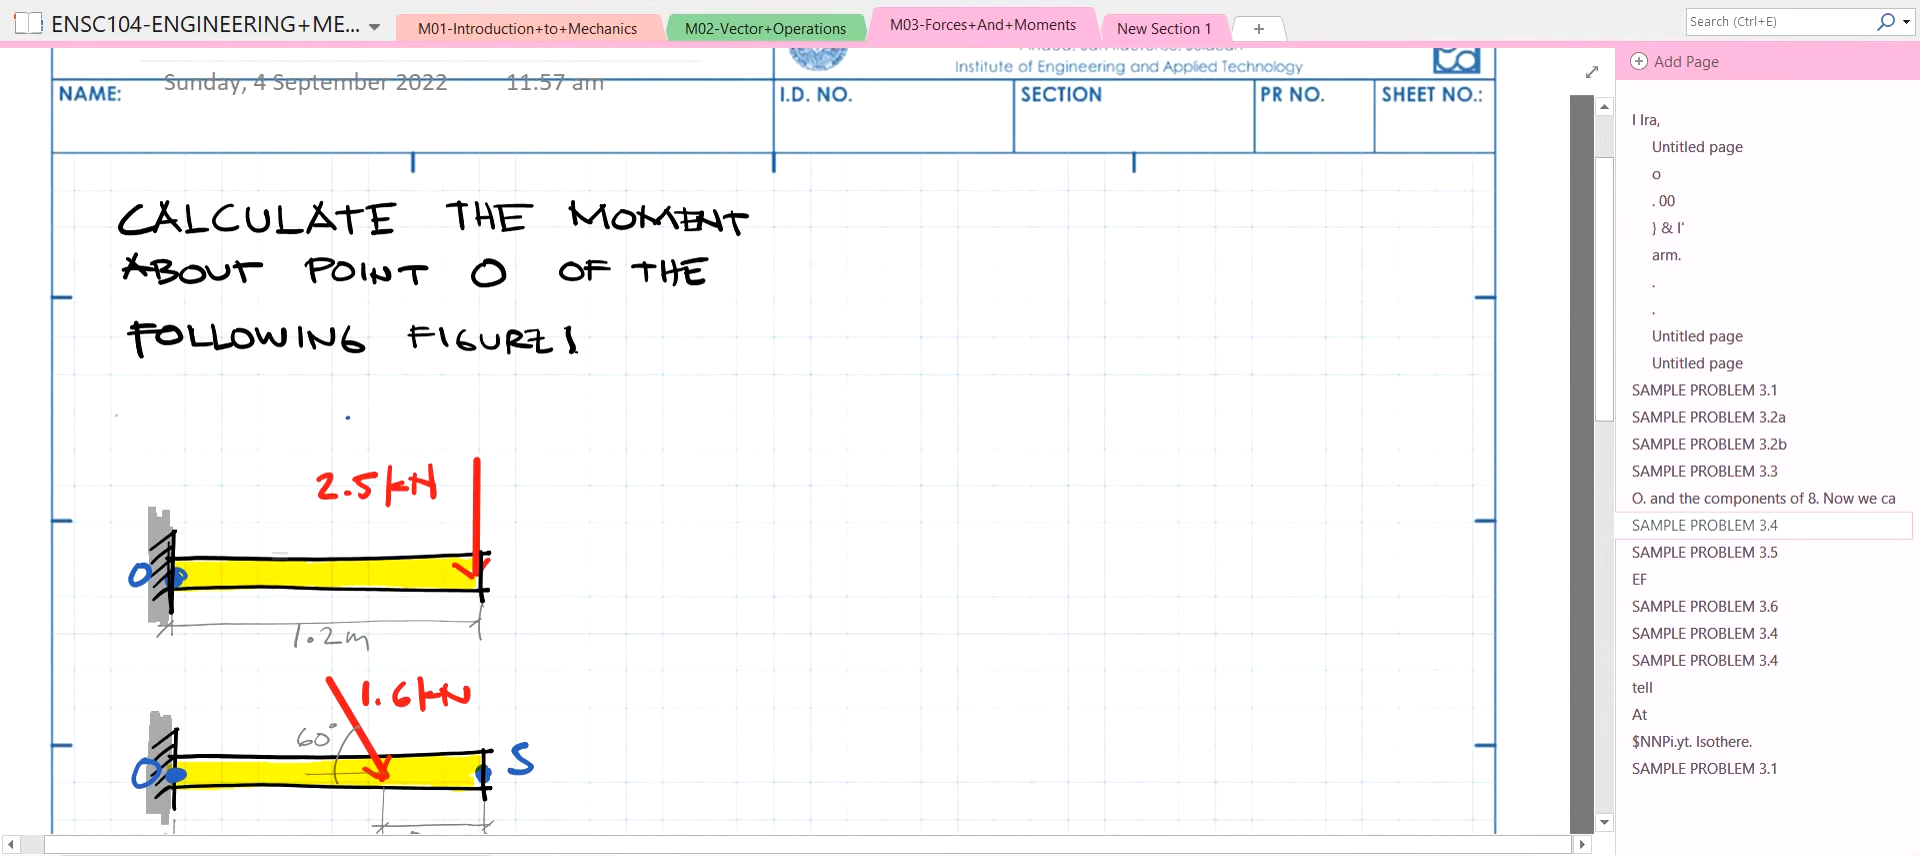 ENSC104-ENGINEERING+ME...
M01-Introduction+to+Mechanics
M02-Vector+Operations
M03-Forces+And+Moments
New Section 1
Search (Ctrl+E)
Add Page
Institute of Engineering and Applied Technology
Sunday, 4 September 2022 11:57 am
NAME:
I.D. NO.
SECTION
PR NO.
SHEET NO.:
CALCULATE THE MOMENT
ABOUT POINT O OF THE
FOLLOWING FIGURE
2.5kN
O
1.2m
1.6kN
60°
O
S
I Ira,
Untitled page
o
. 00
} & I'
arm.
.
.
Untitled page
Untitled page
SAMPLE PROBLEM 3.1
SAMPLE PROBLEM 3.2a
SAMPLE PROBLEM 3.2b
SAMPLE PROBLEM 3.3
O. and the components of 8. Now we ca
SAMPLE PROBLEM 3.4
SAMPLE PROBLEM 3.5
EF
SAMPLE PROBLEM 3.6
SAMPLE PROBLEM 3.4
SAMPLE PROBLEM 3.4
tell
At
$NNPi.yt. Isothere.
SAMPLE PROBLEM 3.1